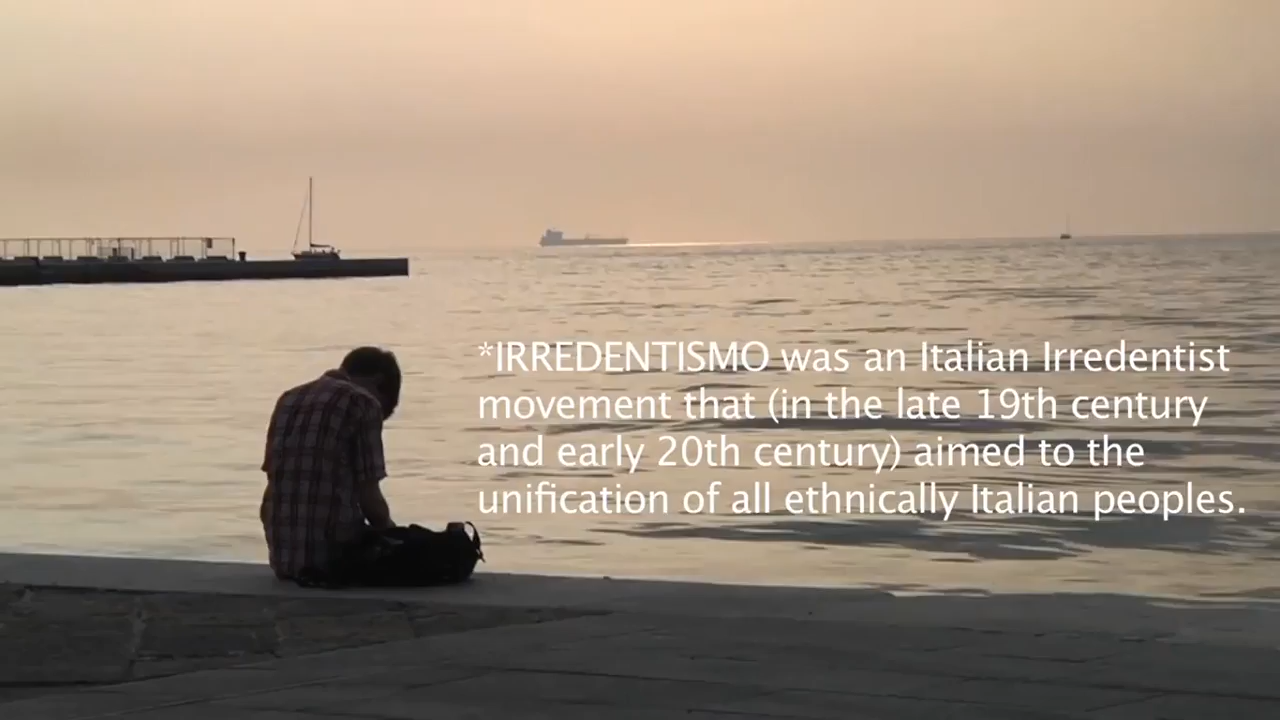 *IRREDENTISMO was an Italian Irredentist
movement that (in the late 19th century
and early 20th century) aimed to the
unification of all ethnically Italian peoples.